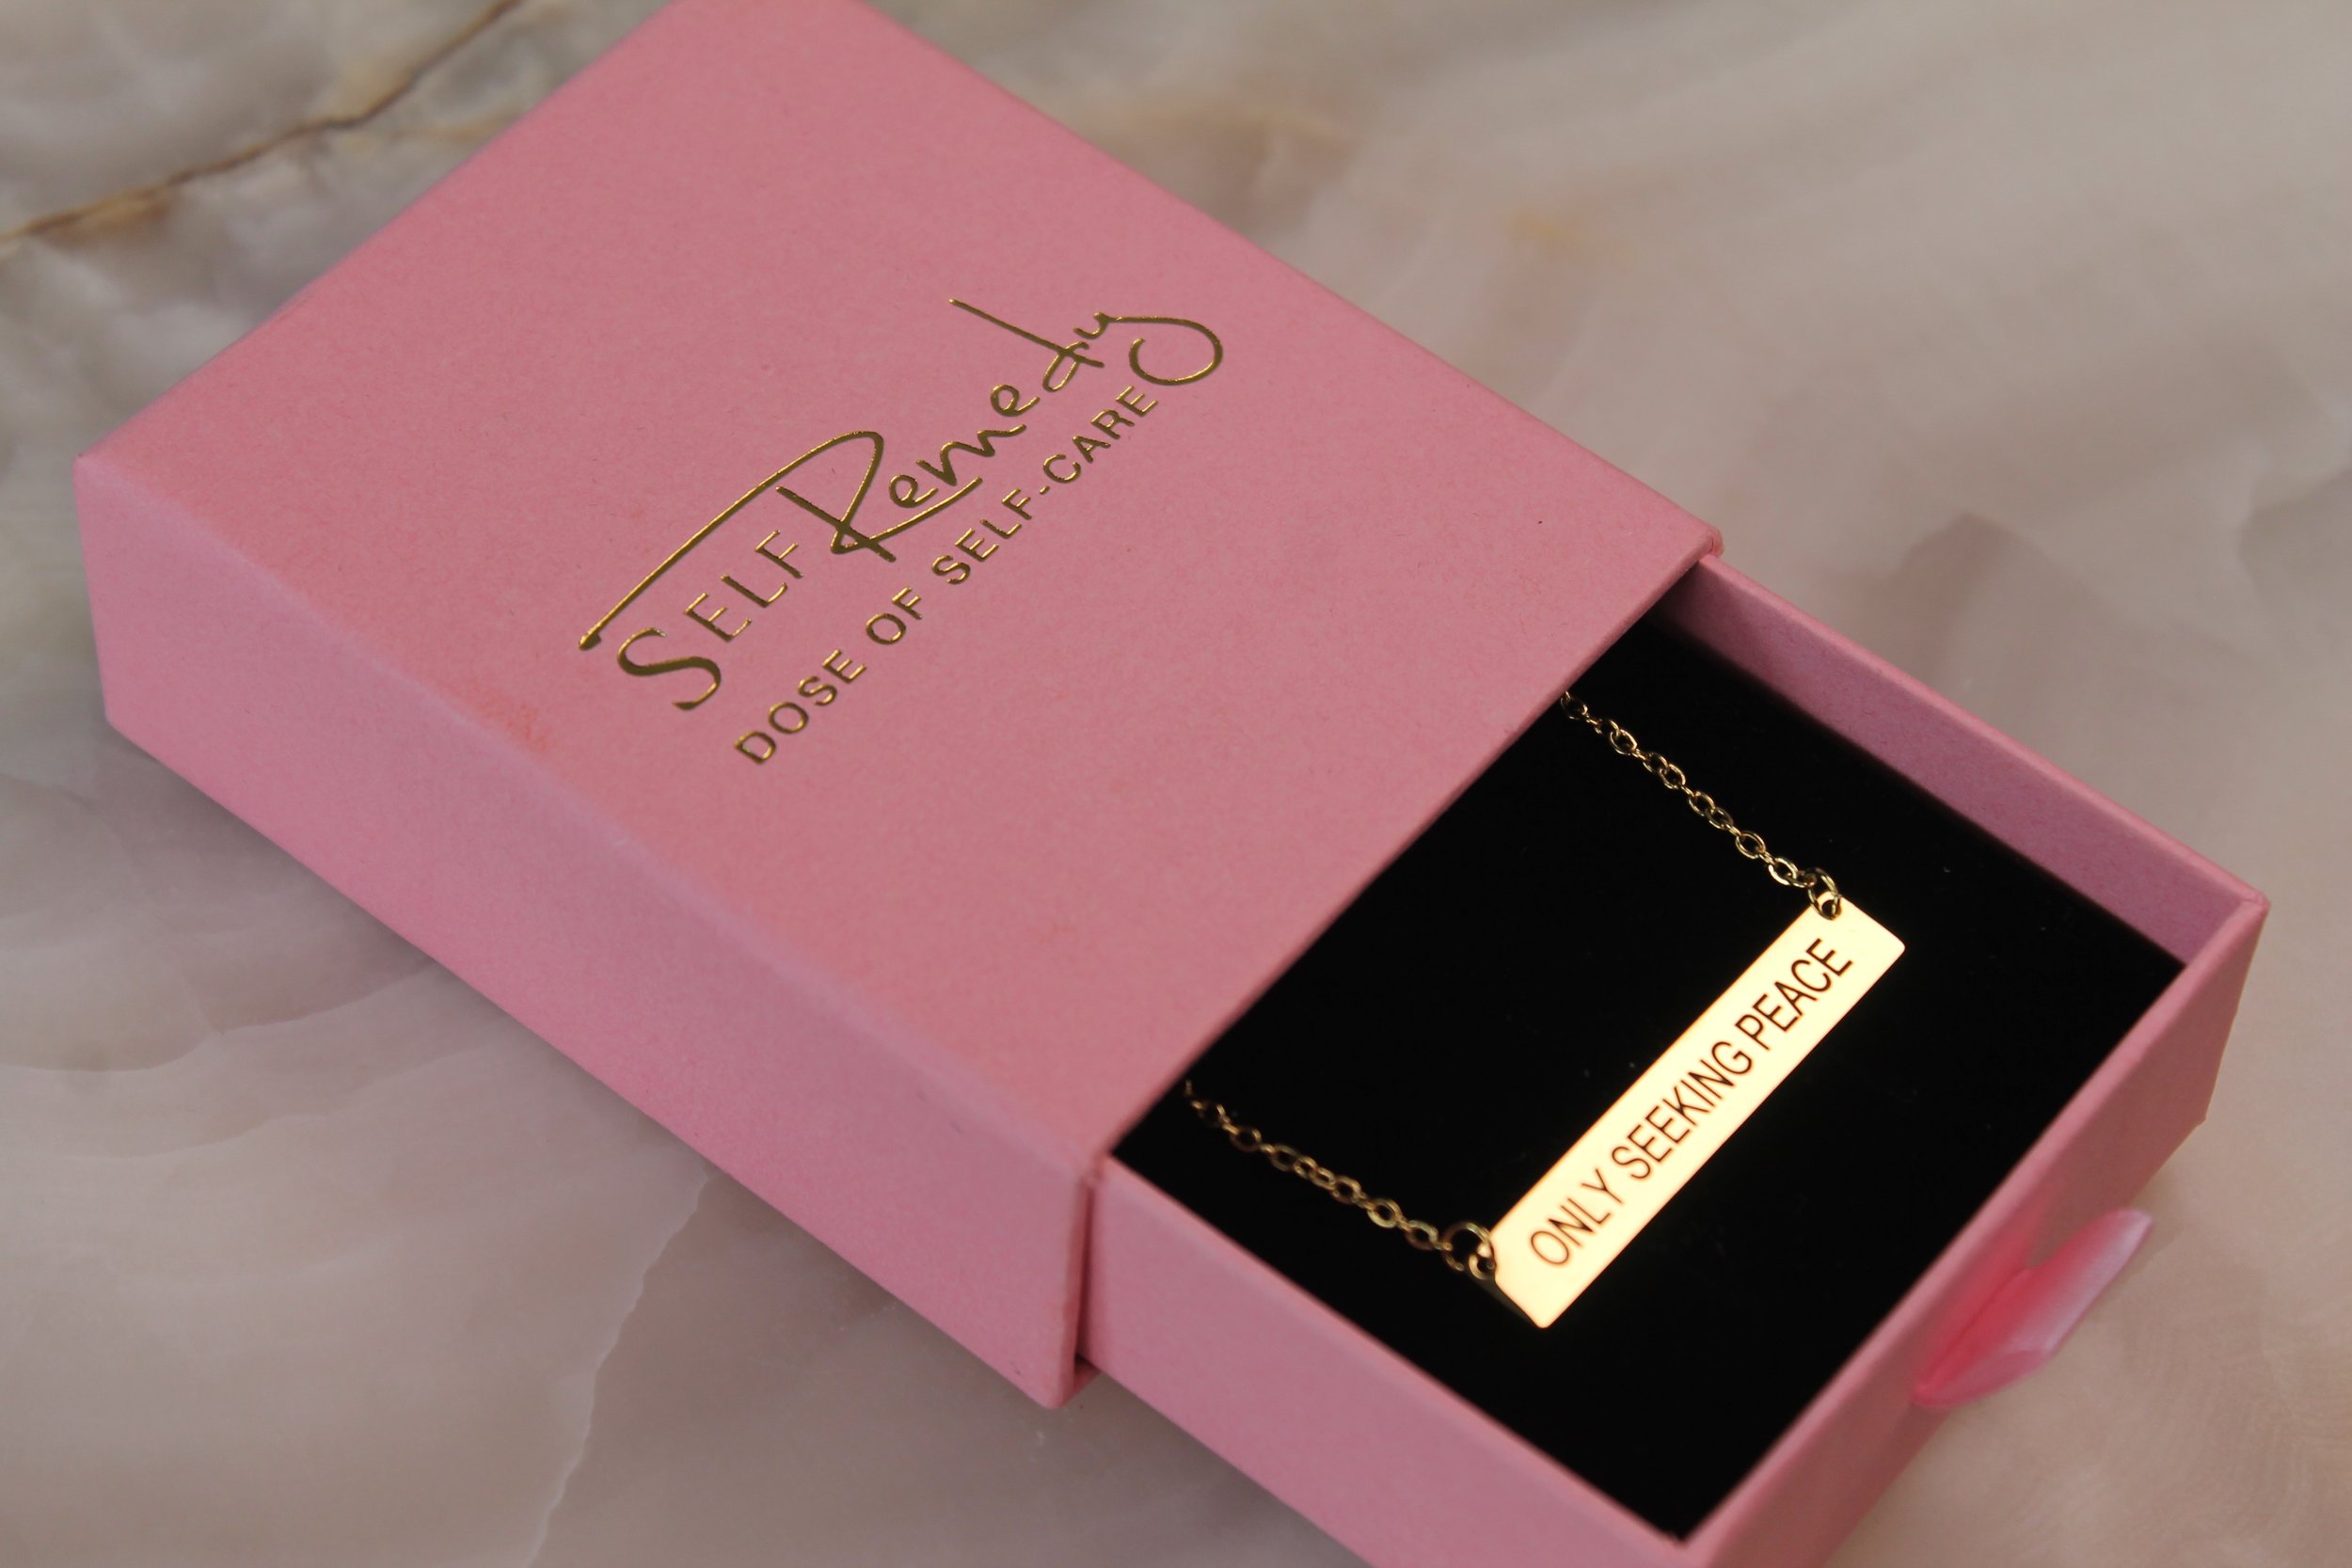 SELF Remedy
DOSE OF SELF-CARE
ONLY SEEKING PEACE